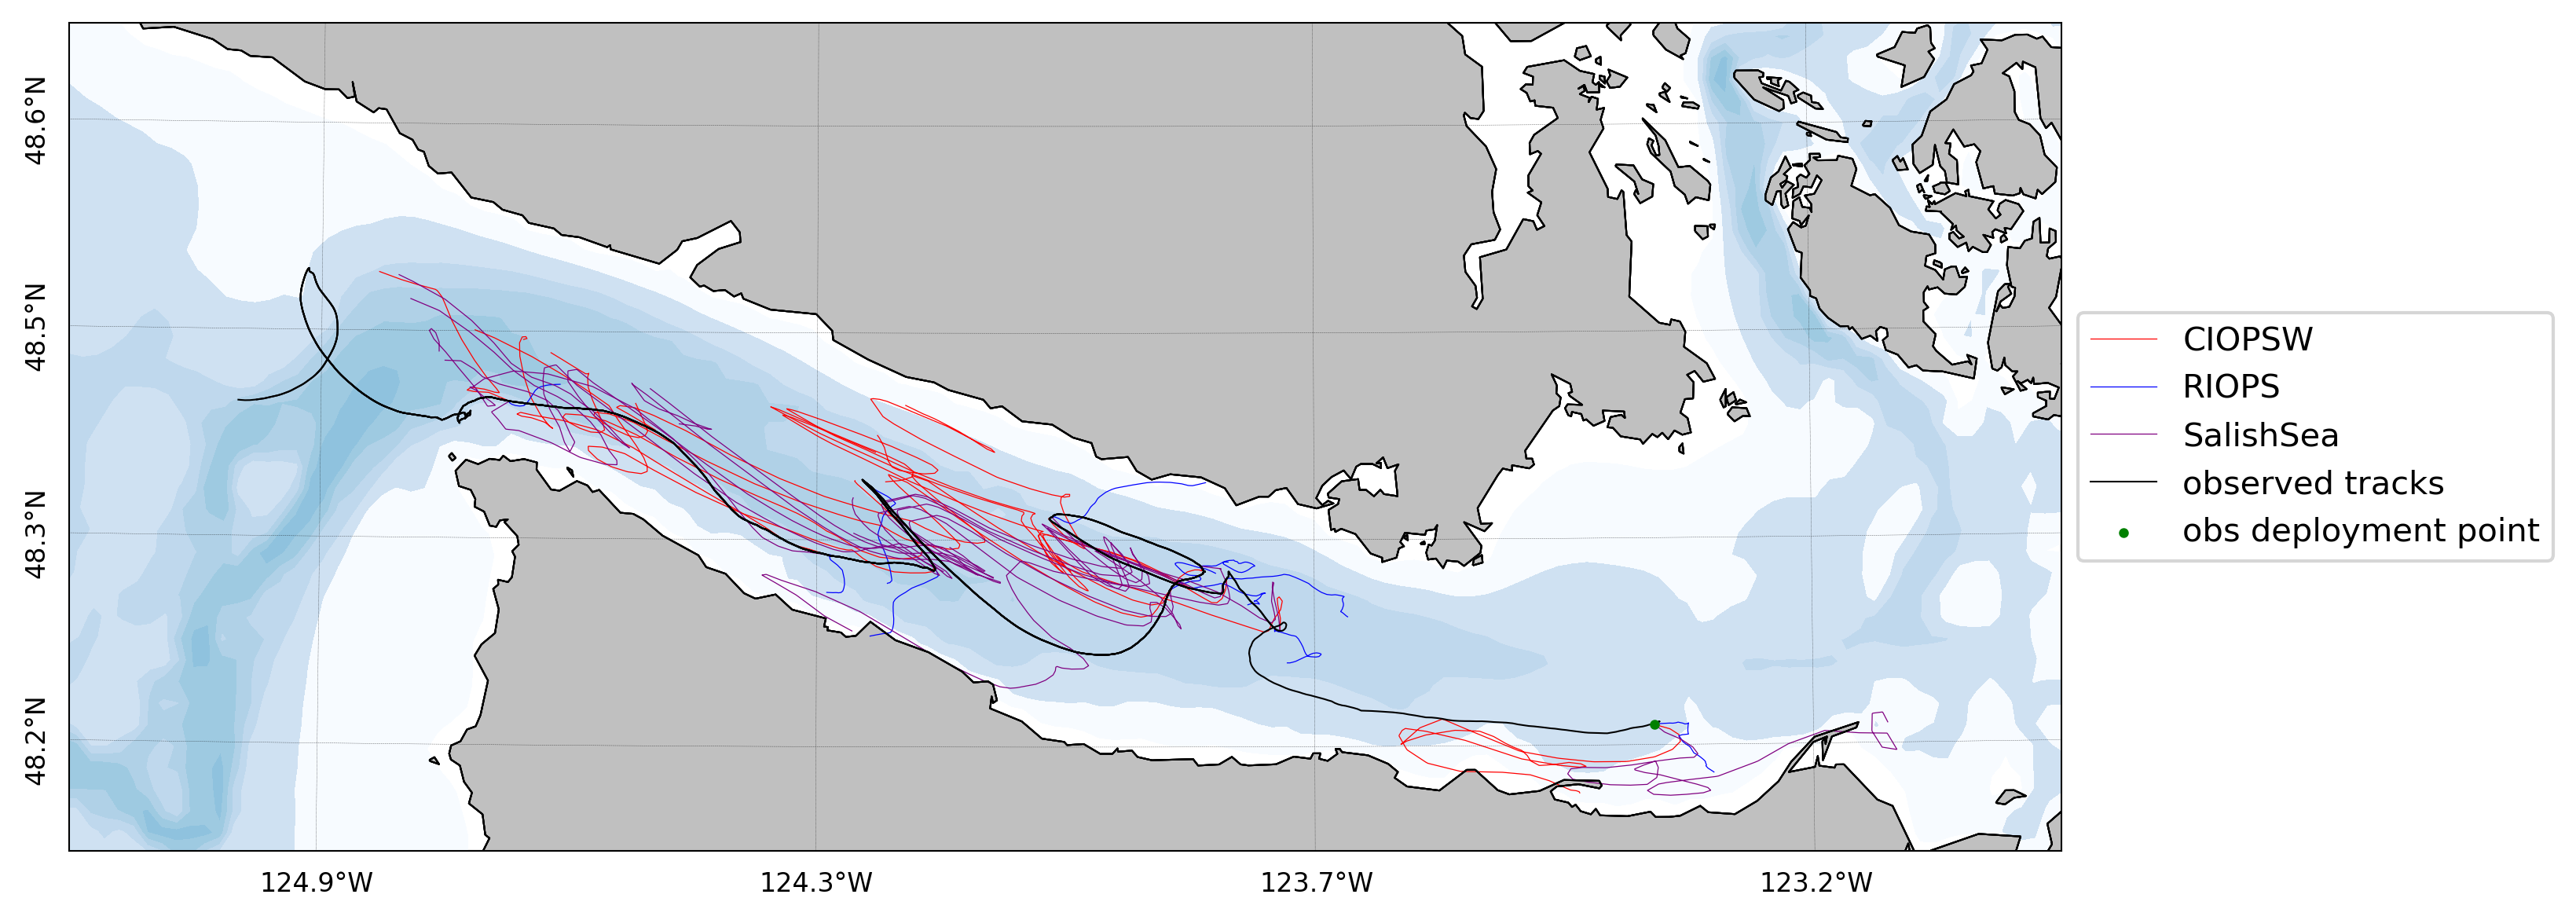 48.6°N
48.5°N
48.3°N
48.2°N
124.9°W
124.3°W
123.7°W
123.2°W
CIOPSW
RIOPS
SalishSea
observed tracks
obs deployment point